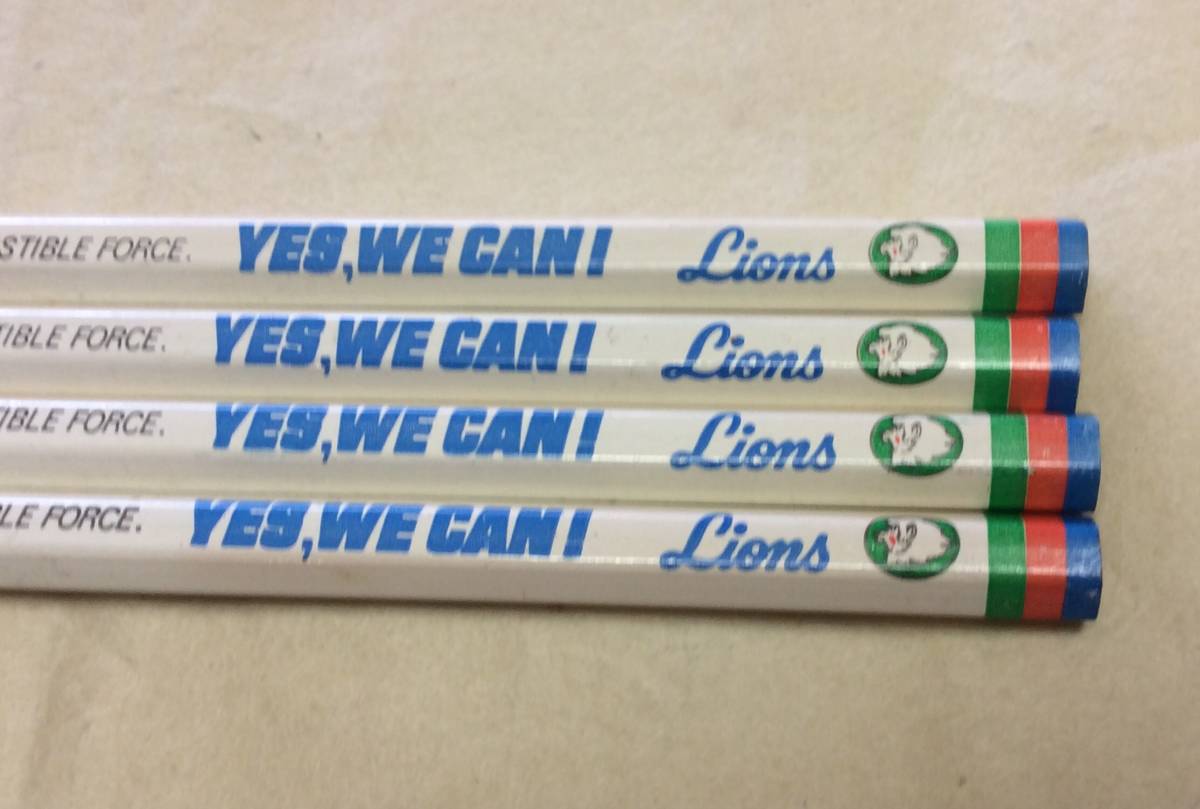 STIBLE FORCE. YES, WE CAN! Lions
IBLE FORCE. YES, WE CAN! Lions
IBLE FORCE. YES, WE CAN! Lions
LE FORCE. YES, WE CAN! Lions